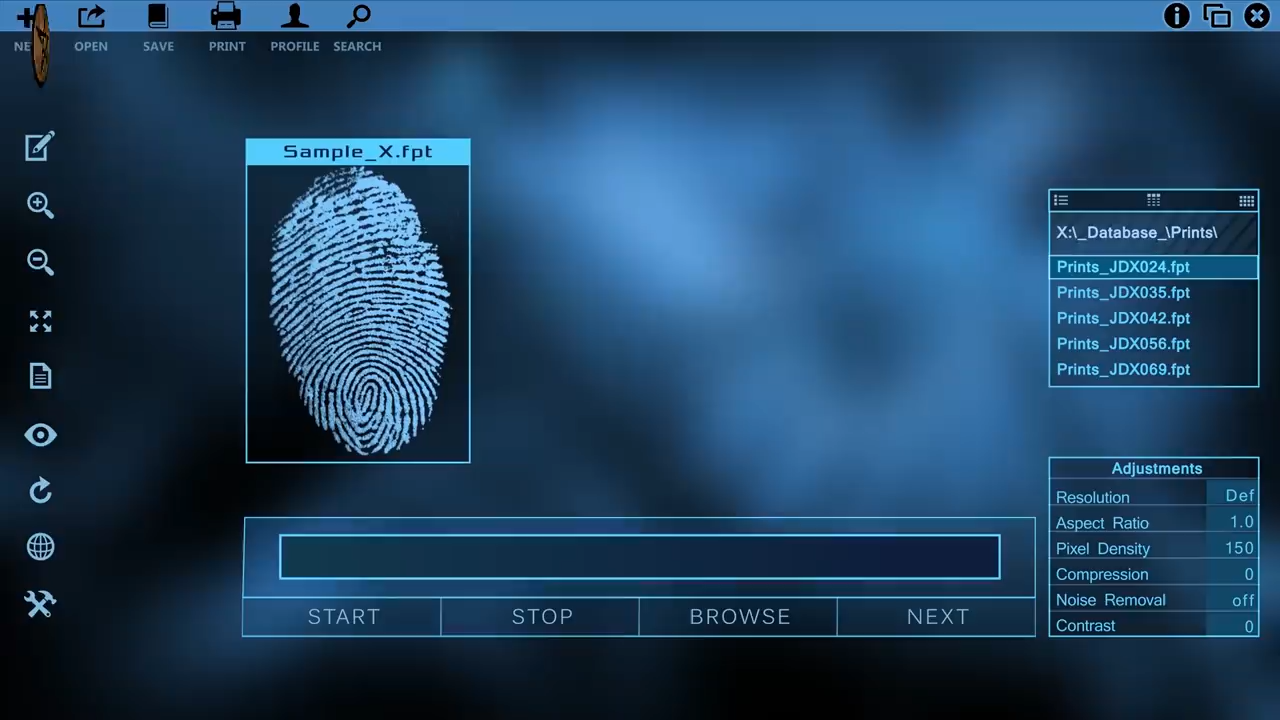 OPEN
SAVE
PRINT
PROFILE
SEARCH
Sample_X.fpt
X:\_Database_\Prints\
Prints_JDX024.fpt
Prints_JDX035.fpt
Prints_JDX042.fpt
Prints_JDX056.fpt
Prints_JDX069.fpt
Adjustments
Resolution Def
Aspect Ratio 1.0
Pixel Density 150
Compression 0
Noise Removal off
Contrast 0
START
STOP
BROWSE
NEXT